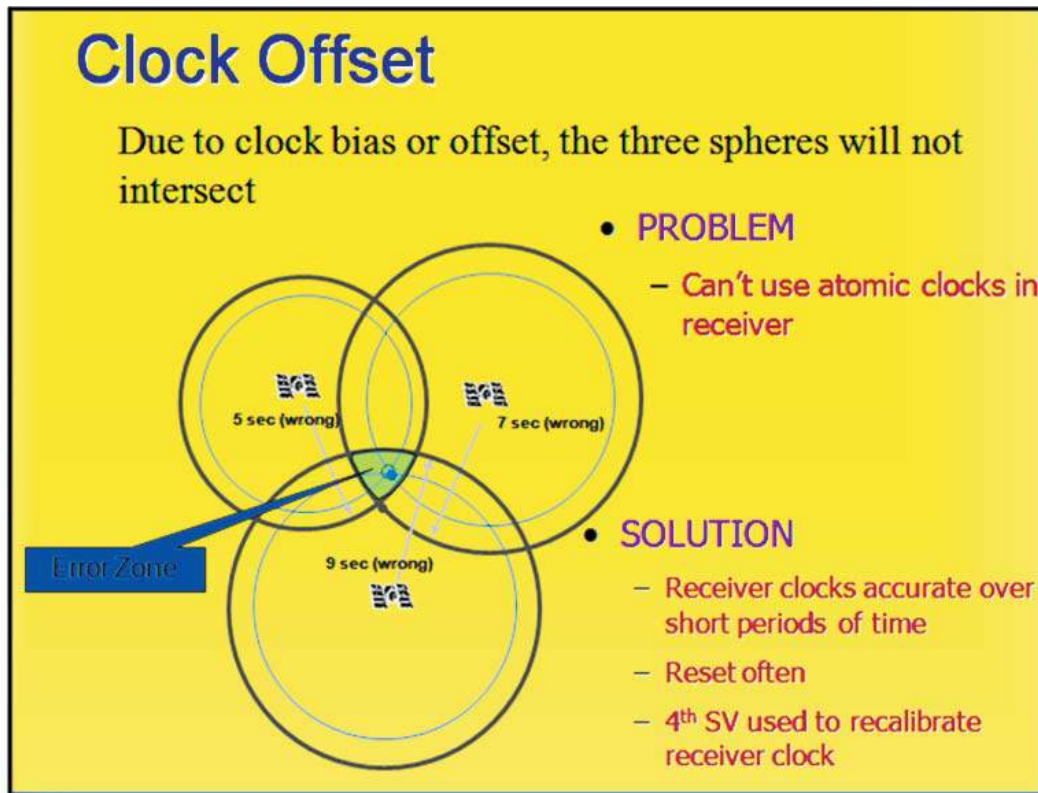 Clock Offset
Due to clock bias or offset, the three spheres will not
intersect
• PROBLEM
– Can't use atomic clocks in
receiver
5 sec (wrong)
7 sec (wrong)
9 sec (wrong)
Error Zone
• SOLUTION
– Receiver clocks accurate over
short periods of time
– Reset often
– 4th SV used to recalibrate
receiver clock